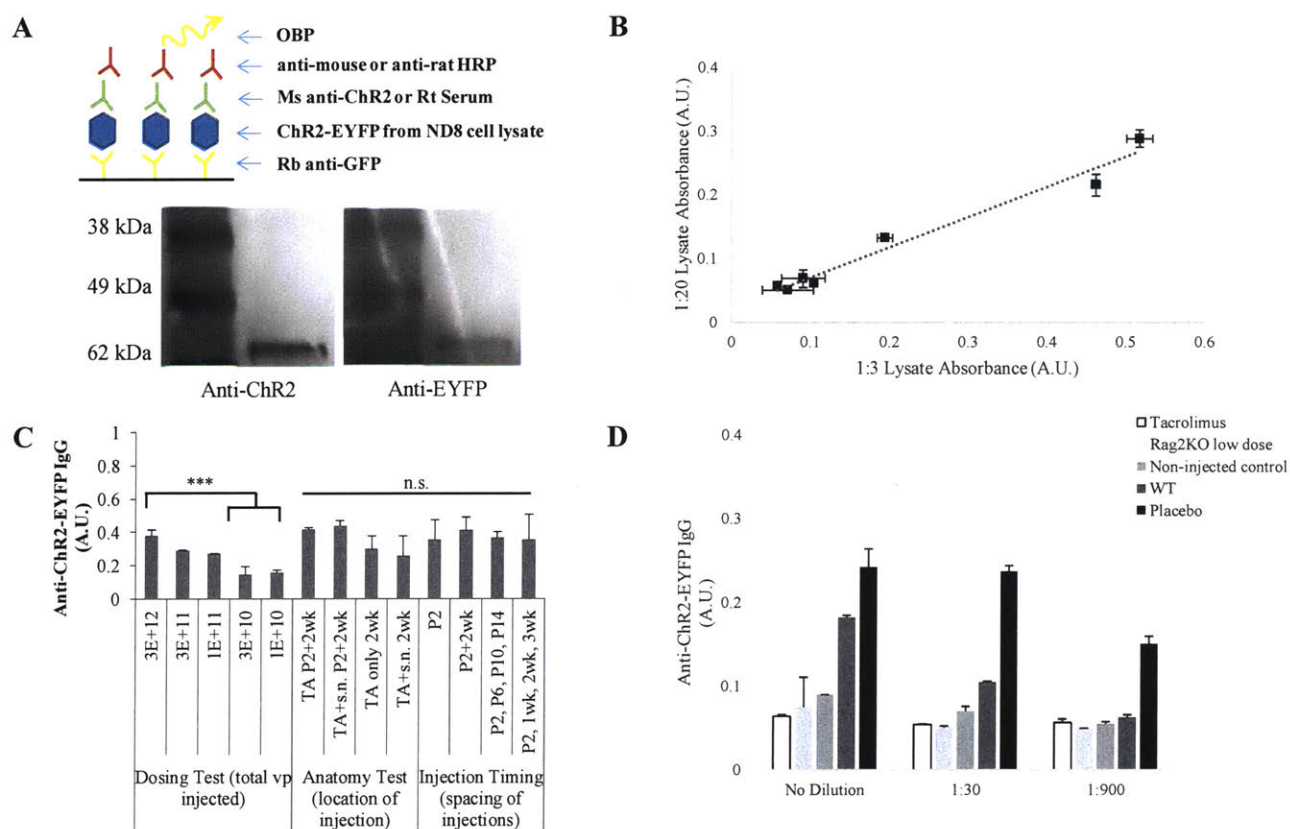 A
OBP
anti-mouse or anti-rat HRP
Ms anti-ChR2 or Rt Serum
ChR2-EYFP from ND8 cell lysate
Rb anti-GFP
38 kDa
49 kDa
62 kDa
Anti-ChR2
Anti-EYFP
B
0.4
0.3
0.2
0.1
0
1:20 Lysate Absorbance (A.U.)
0
0.1
0.2
0.3
0.4
0.5
0.6
1:3 Lysate Absorbance (A.U.)
C
Anti-ChR2-EYFP IgG
(A.U.)
1
0.8
0.6
0.4
0.2
0
***
n.s.
3E+12
3E+11
1E+11
3E+10
1E+10
TA P2+2wk
TA+s.n. P2+2wk
TA only 2wk
TA+s.n. 2wk
P2
P2+2wk
P2, P6, P10, P14
P2, 1wk, 2wk, 3wk
Dosing Test (total vp
injected)
Anatomy Test
(location of
injection)
Injection Timing
(spacing of
injections)
D
Tacrolimus
Rag2KO low dose
Non-injected control
WT
Placebo
Anti-ChR2-EYFP IgG
(A.U.)
0.4
0.3
0.2
0.1
0
No Dilution
1:30
1:900